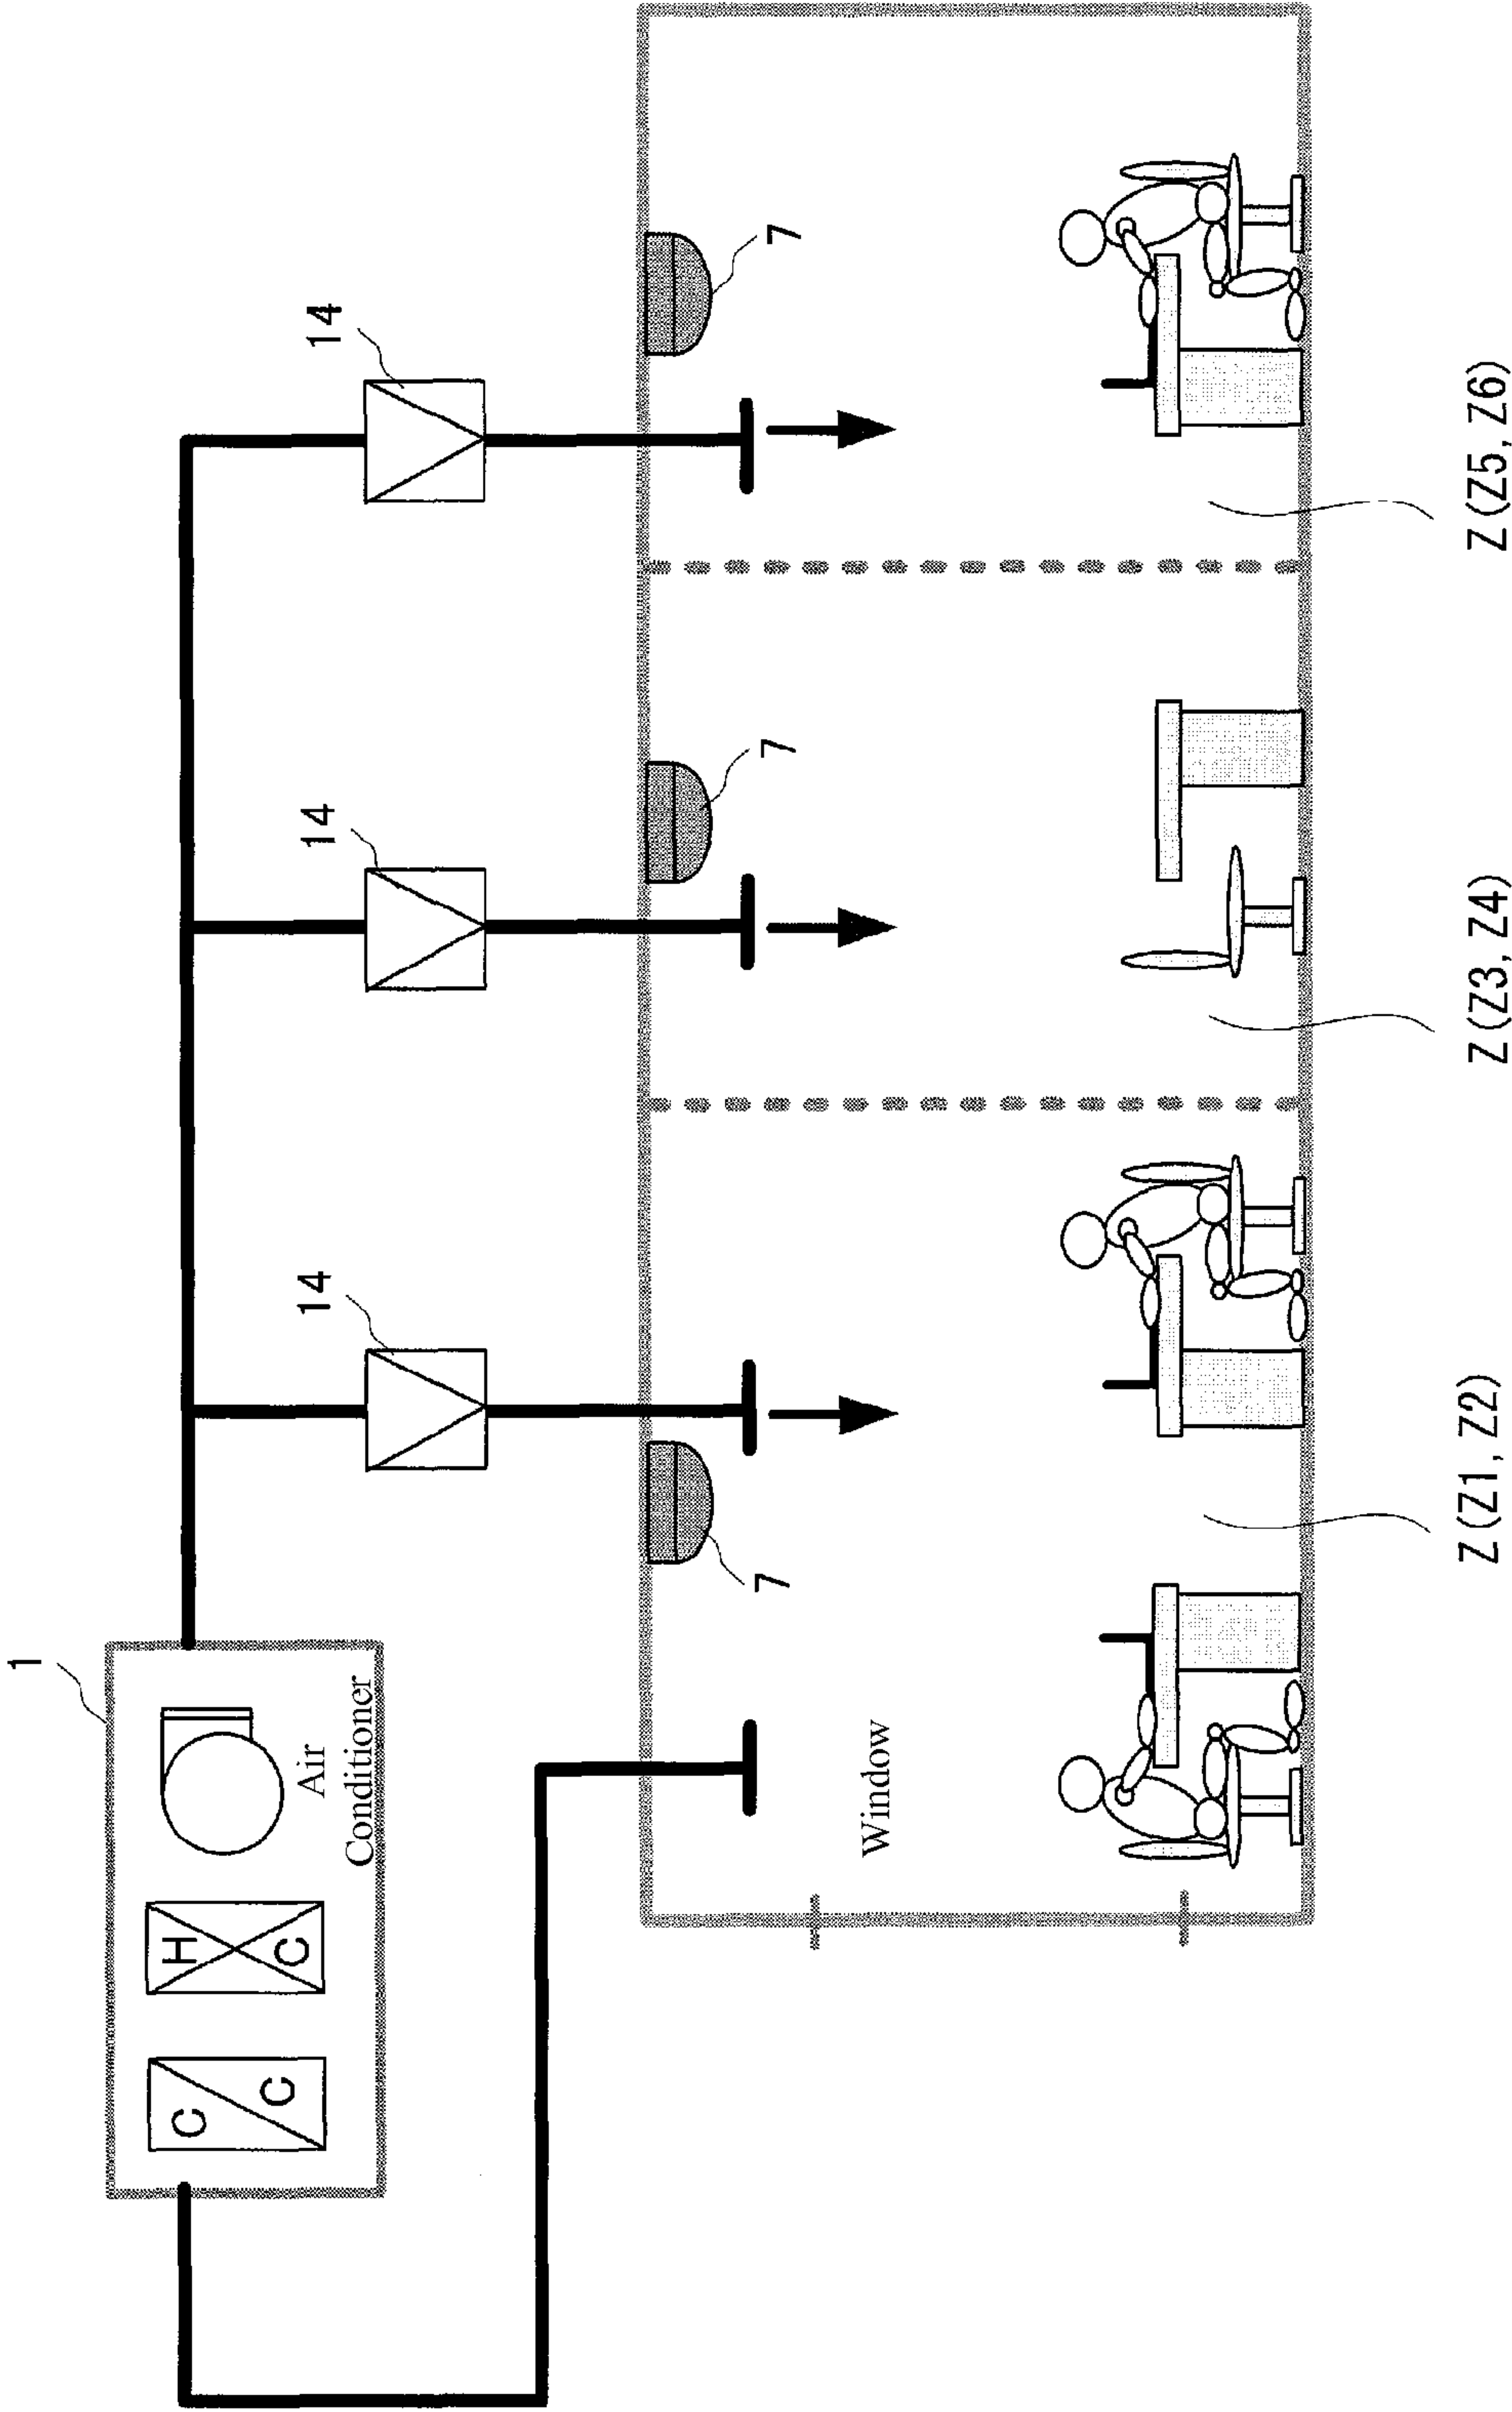 1
C
C
H
C
Air
Conditioner
14
14
14
7
7
7
Window
Z(Z1, Z2)
Z(Z3, Z4)
Z(Z5, Z6)